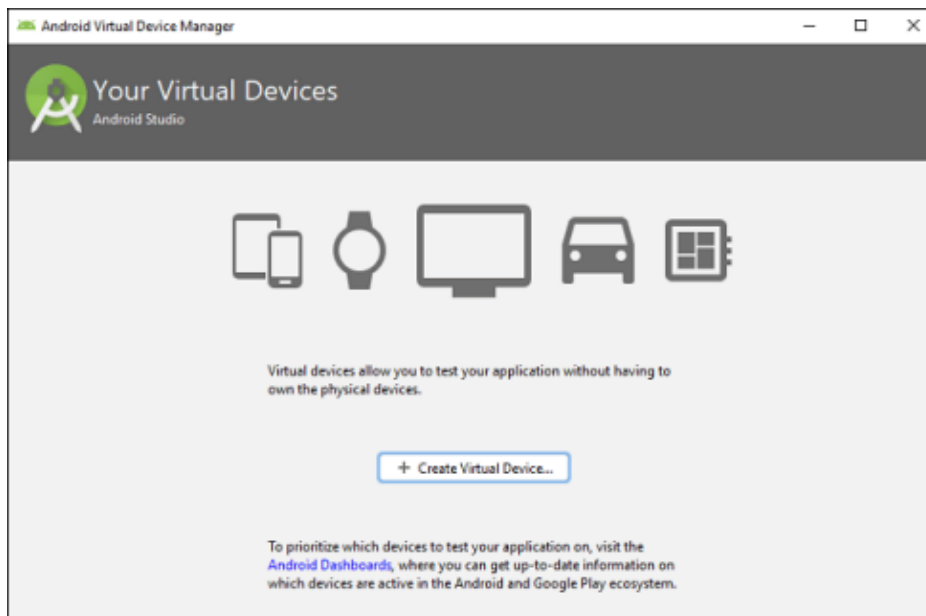 Android Virtual Device Manager
Your Virtual Devices
Android Studio
Virtual devices allow you to test your application without having to
own the physical devices.
+ Create Virtual Device...
To prioritize which devices to test your application on, visit the
Android Dashboards, where you can get up-to-date information on
which devices are active in the Android and Google Play ecosystem.